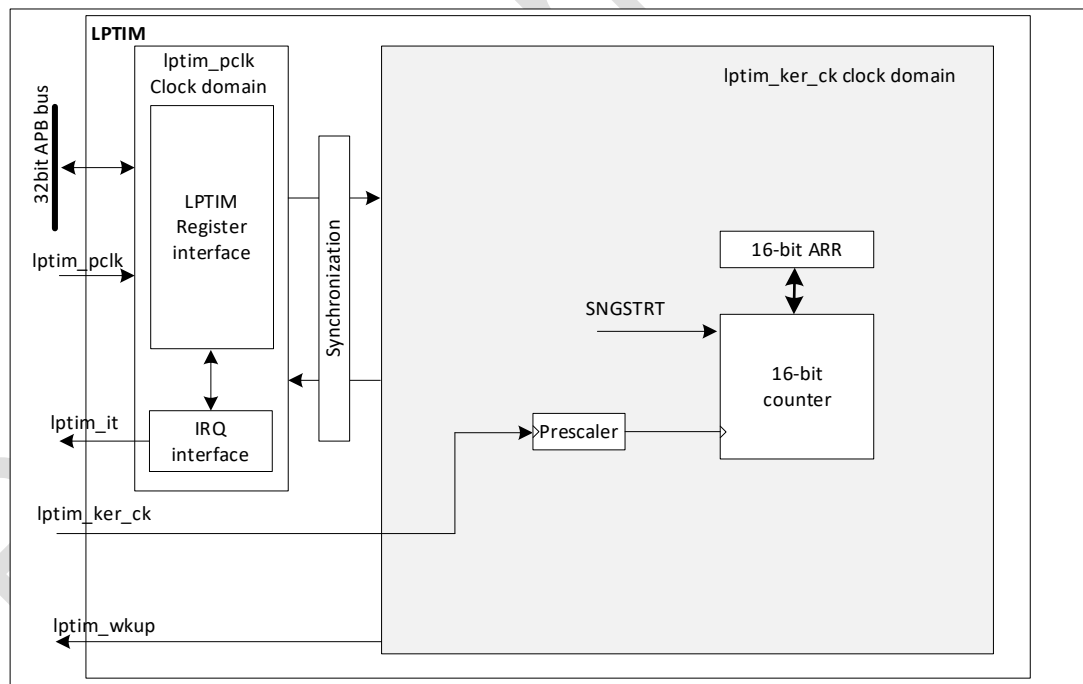 LPTIM
lptim_pclk
Clock domain
lptim_ker_ck clock domain
32bit APB bus
LPTIM
Register
interface
Synchronization
lptim_pclk
16-bit ARR
SNGSTRT
16-bit
counter
lptim_it
IRQ
interface
Prescaler
lptim_ker_ck
lptim_wkup